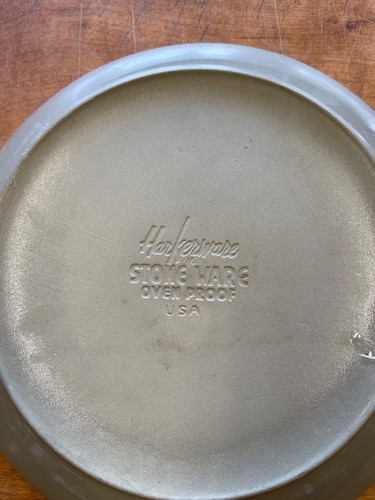 Harkerware
STONE WARE
OVEN PROOF
USA